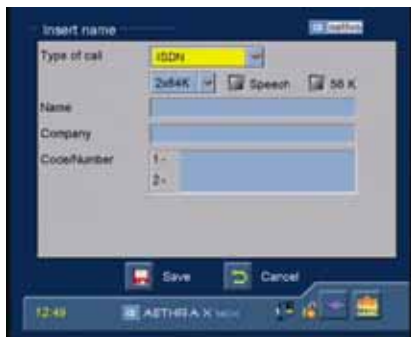 Insert name aethra
Type of call ISDN
2x64K Speech 56 K
Name
Company
Code/Number 1 -
2 -
Save Cancel
12:49 AETHRA X